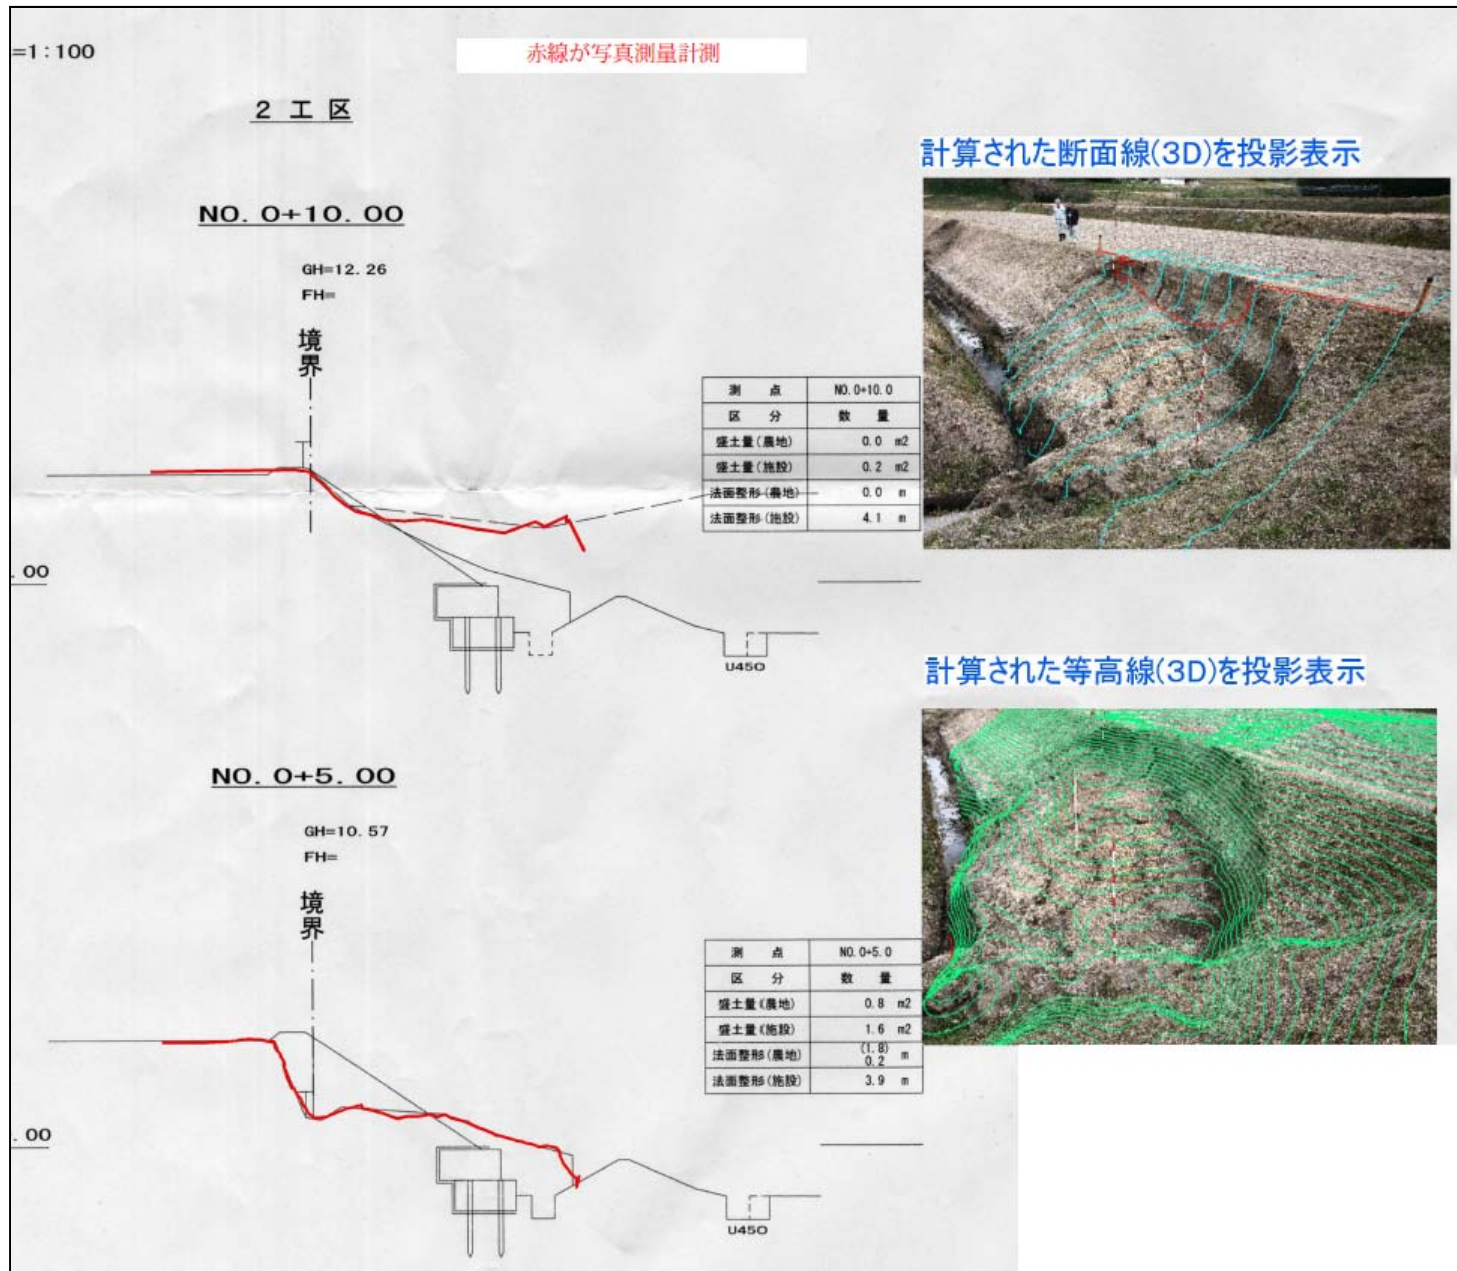 =1:100
赤線が写真測量計測
2 工 区
NO. 0+10.00
GH=12.26
FH=
境界
測 点 NO.0+10.0
区 分 数 量
盛土量(農地) 0.0 m2
盛土量(施設) 0.2 m2
法面整形(農地) 0.0 m
法面整形(施設) 4.1 m
.00
U450
計算された断面線(3D)を投影表示
計算された等高線(3D)を投影表示
NO. 0+5.00
GH=10.57
FH=
境界
測 点 NO.0+5.0
区 分 数 量
盛土量(農地) 0.8 m2
盛土量(施設) 1.6 m2
法面整形(農地) (1.8) 0.2 m
法面整形(施設) 3.9 m
.00
U450